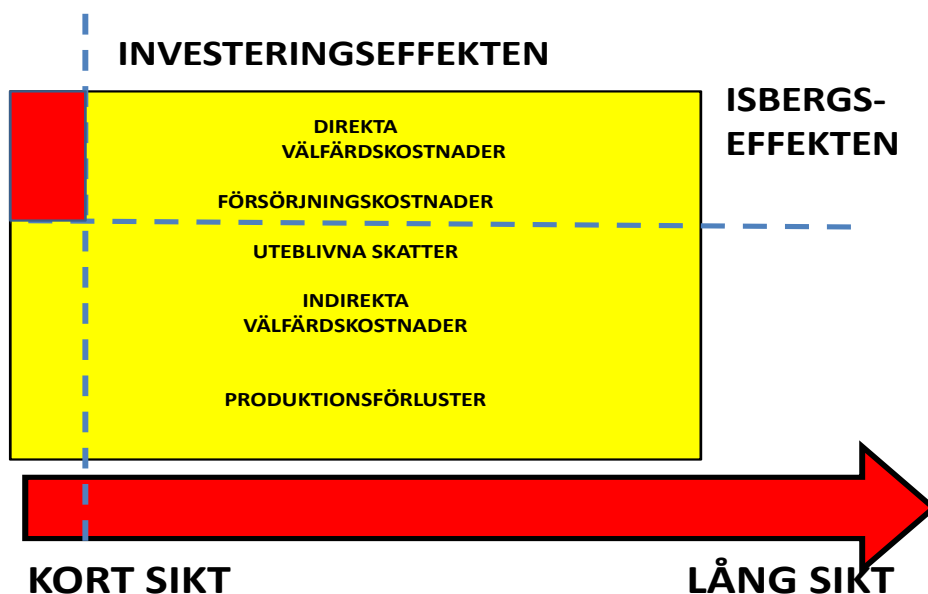 INVESTERINGSEFFEKTEN
ISBERGS-
EFFEKTEN
DIREKTA
VÄLFÄRDSKOSTNADER
FÖRSÖRJNINGSKOSTNADER
UTEBLIVNA SKATTER
INDIREKTA
VÄLFÄRDSKOSTNADER
PRODUKTIONSFÖRLUSTER
KORT SIKT
LÅNG SIKT